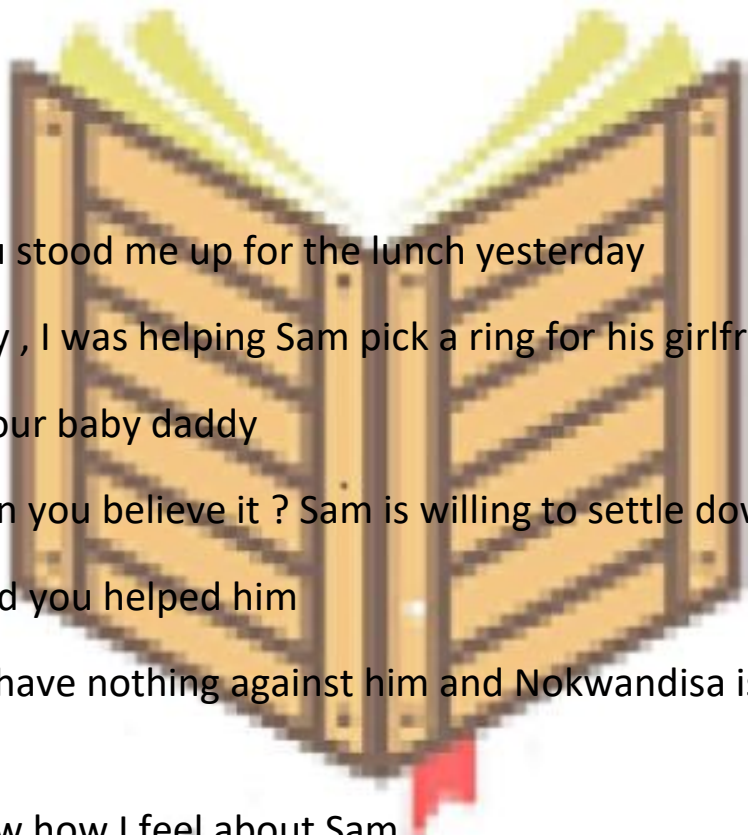 stood me up for the lunch yesterday
, I was helping Sam pick a ring for his
our baby daddy
you believe it ? Sam is willing to settle
you helped him
have nothing against him and Nokwandisa is
how I feel about Sam